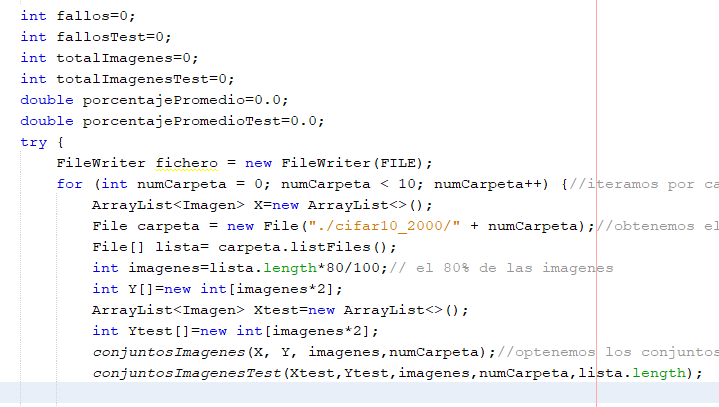 int fallos=0;
int fallosTest=0;
int totalImagenes=0;
int totalImagenesTest=0;
double porcentajePromedio=0.0;
double porcentajePromedioTest=0.0;
try {
FileWriter fichero = new FileWriter(FILE);
for (int numCarpeta = 0; numCarpeta < 10; numCarpeta++) {//iteramos por ca
ArrayList<Imagen> X=new ArrayList<>();
File carpeta = new File("./cifar10_2000/" + numCarpeta);//obtenemos el
File[] lista= carpeta.listFiles();
int imagenes=lista.length*80/100;// el 80% de las imagenes
int Y[]=new int[imagenes*2];
ArrayList<Imagen> Xtest=new ArrayList<>();
int Ytest[]=new int[imagenes*2];
conjuntosImagenes(X, Y, imagenes,numCarpeta);//optenemos los conjuntos
conjuntosImagenesTest(Xtest,Ytest,imagenes,numCarpeta,lista.length);